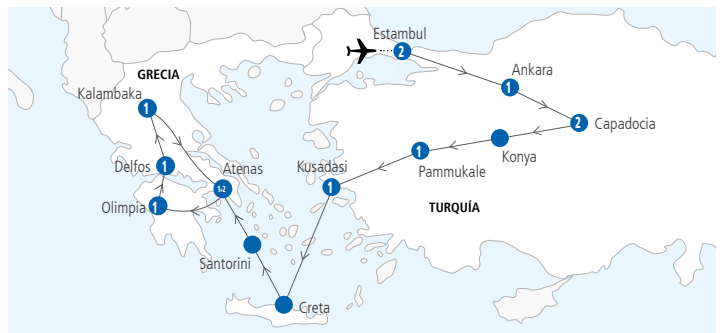 Estambul
2
GRECIA
Ankara
1
Kalambaka
1
2
Capadocia
Konya
1
Pammukale
Delfos
1
Atenas
1-2
Kusadasi
1
Olimpia
1
TURQUÍA
Santorini
Creta